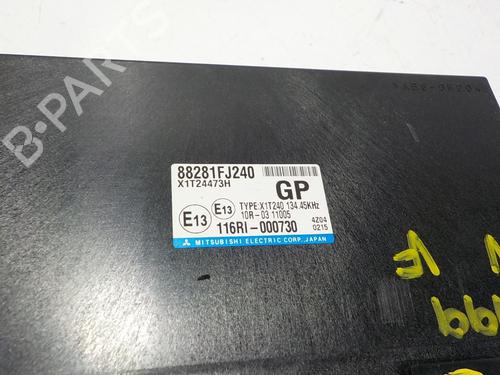 B-PARTS
88281FJ240
X1T24473H
GP
TYPE:X1T240 134.45KHz
10R-03 11005
E13 E13
116RI-000730
4Z04
0215
MITSUBISHI ELECTRIC CORP. JAPAN